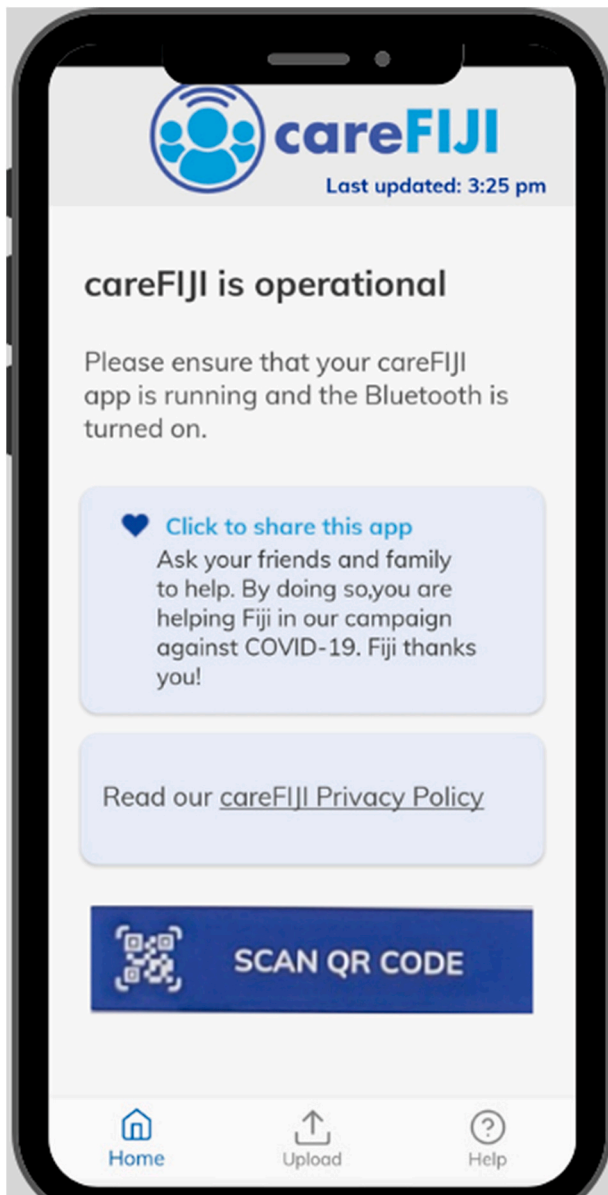 careFIJI
Last updated: 3:25 pm
careFIJI is operational
Please ensure that your careFIJI
app is running and the Bluetooth is
turned on.
Click to share this app
Ask your friends and family
to help. By doing so,you are
helping Fiji in our campaign
against COVID-19. Fiji thanks
you!
Read our careFIJI Privacy Policy
SCAN QR CODE
Home
Upload
Help